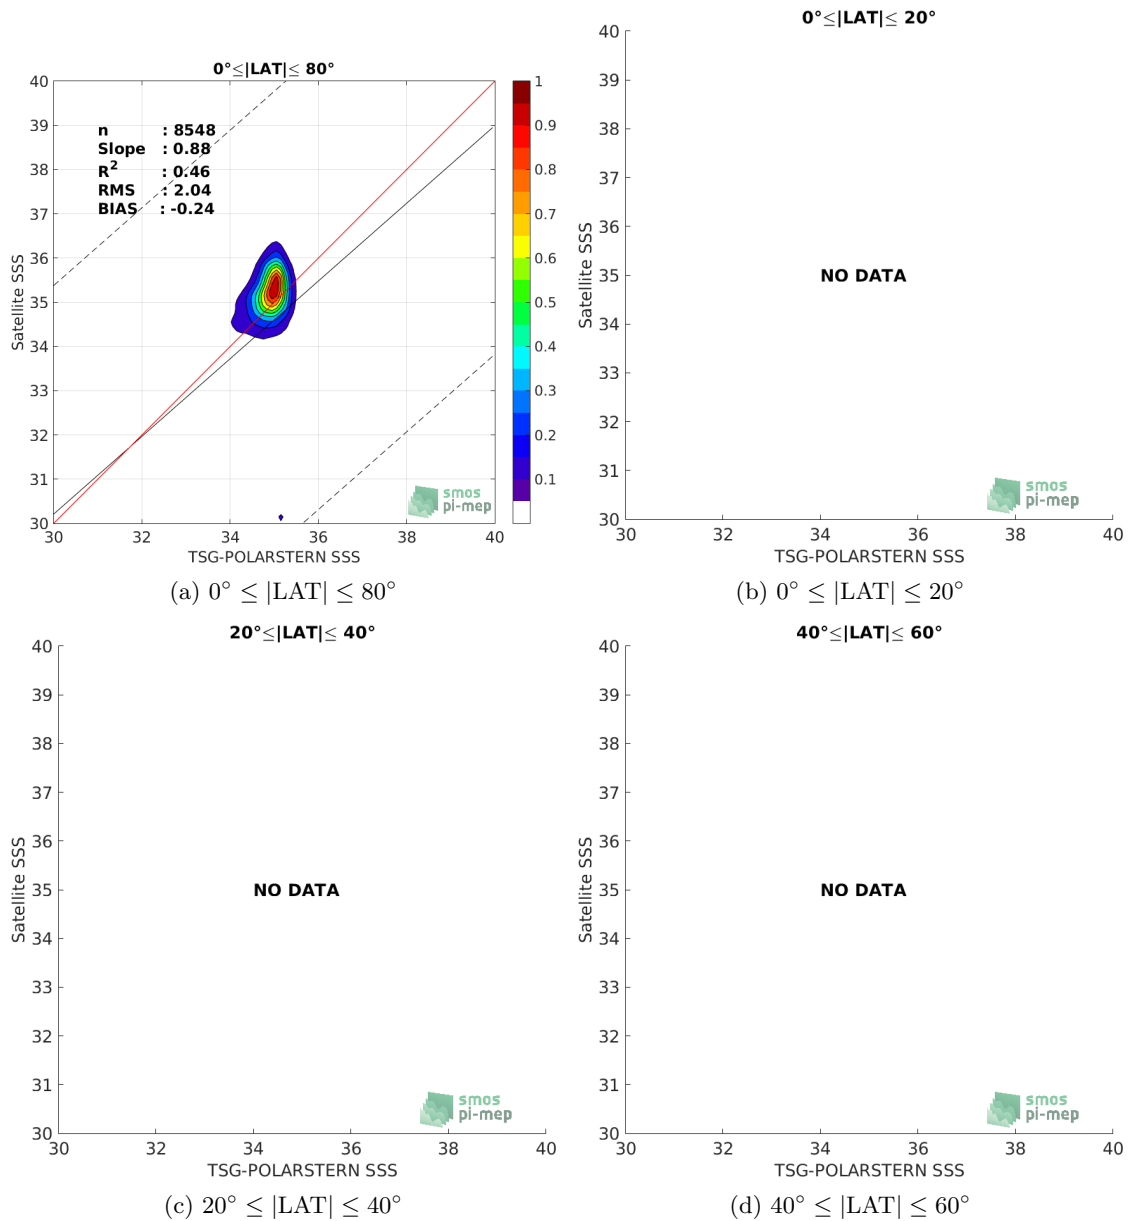 0°≤|LAT|≤ 80°
40
39
38
37
36
35
34
33
32
31
30
Satellite SSS
n : 8548
Slope : 0.88
R2 : 0.46
RMS : 2.04
BIAS : -0.24
smos
pi-mep
30 32 34 36 38 40
TSG-POLARSTERN SSS
1
0.9
0.8
0.7
0.6
0.5
0.4
0.3
0.2
0.1
(a) 0° ≤ |LAT| ≤ 80°
0°≤|LAT|≤ 20°
40
39
38
37
36
35
34
33
32
31
30
Satellite SSS
NO DATA
smos
pi-mep
30 32 34 36 38 40
TSG-POLARSTERN SSS
(b) 0° ≤ |LAT| ≤ 20°
20°≤|LAT|≤ 40°
40
39
38
37
36
35
34
33
32
31
30
Satellite SSS
NO DATA
smos
pi-mep
30 32 34 36 38 40
TSG-POLARSTERN SSS
(c) 20° ≤ |LAT| ≤ 40°
40°≤|LAT|≤ 60°
40
39
38
37
36
35
34
33
32
31
30
Satellite SSS
NO DATA
smos
pi-mep
30 32 34 36 38 40
TSG-POLARSTERN SSS
(d) 40° ≤ |LAT| ≤ 60°